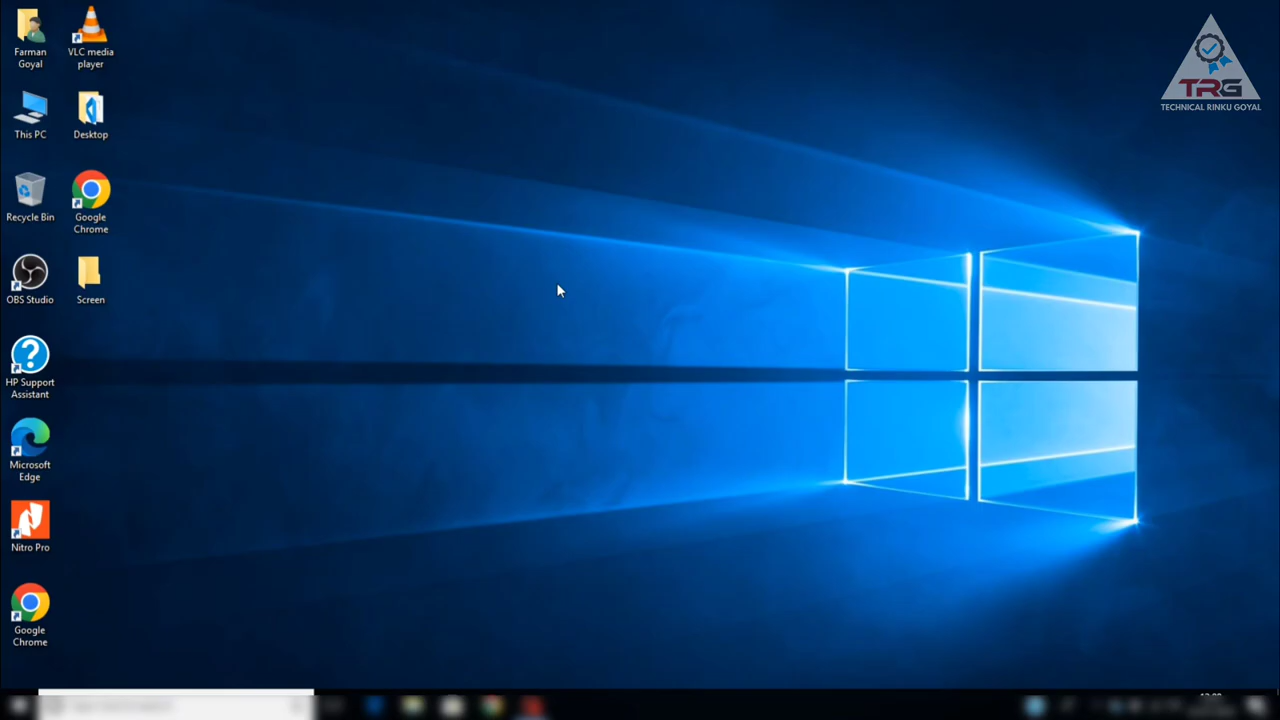 Farman
Goyal
VLC media
player
This PC
Desktop
Recycle Bin
Google
Chrome
OBS Studio
Screen
HP Support
Assistant
Microsoft
Edge
Nitro Pro
Google
Chrome
TRG
TECHNICAL RINKU GOYAL